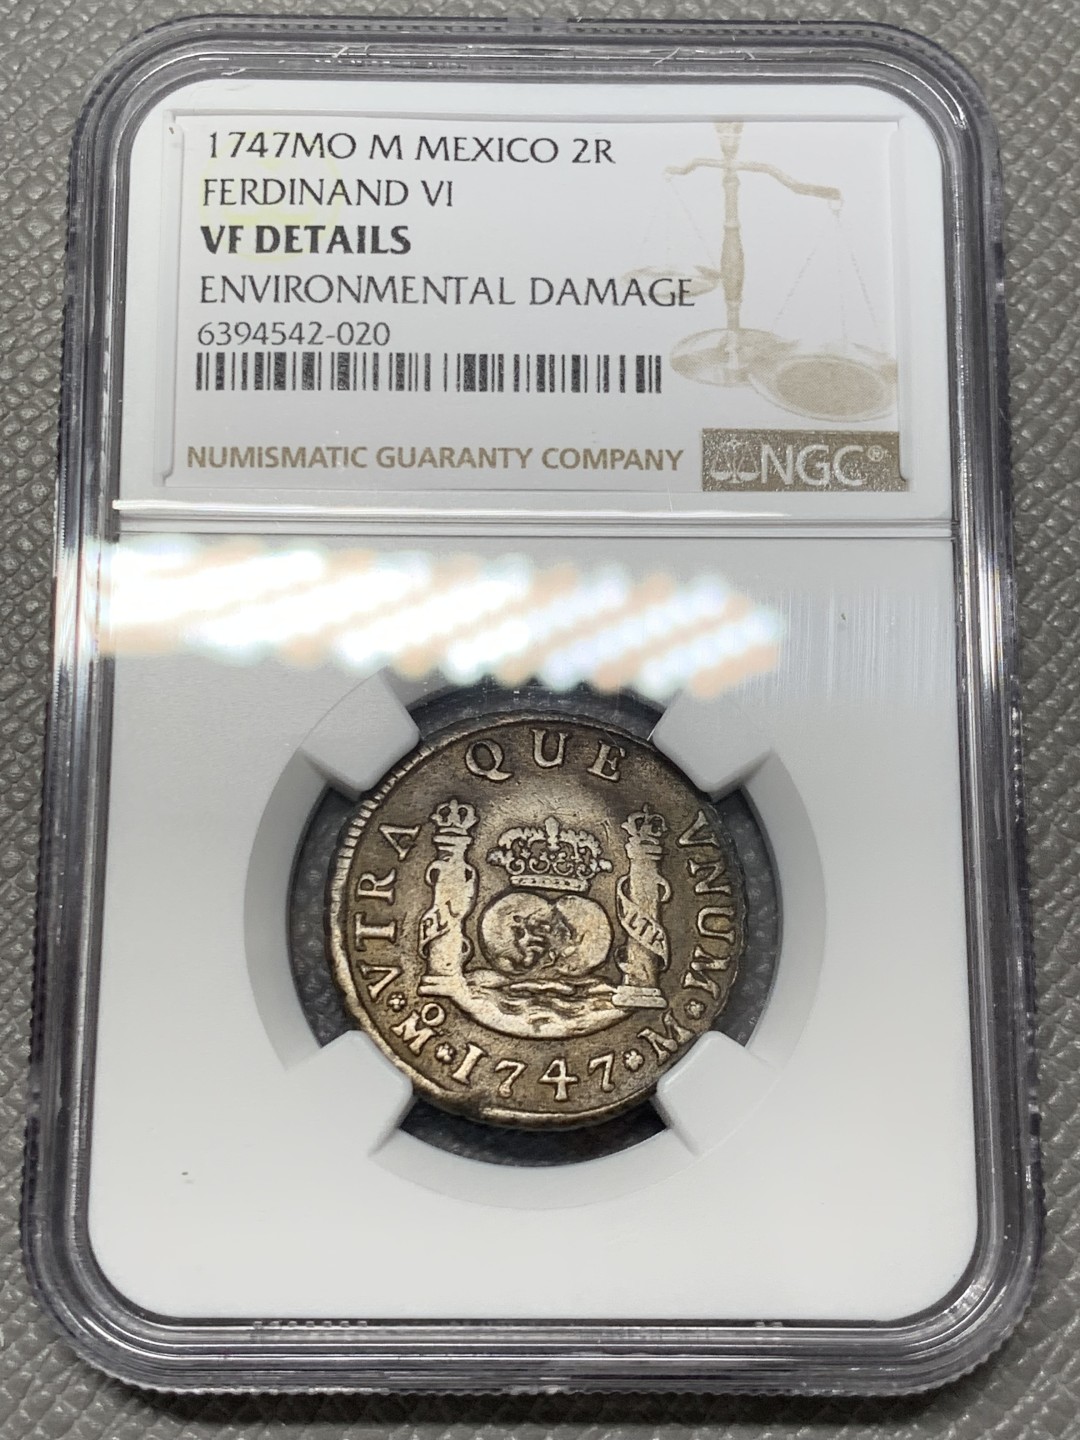 1747MO M MEXICO 2R
FERDINAND VI
VF DETAILS
ENVIRONMENTAL DAMAGE
6394542-020
NUMISMATIC GUARANTY COMPANY NGC®
VTRA QUE VNUM
M
LTR
Mo 1747 M